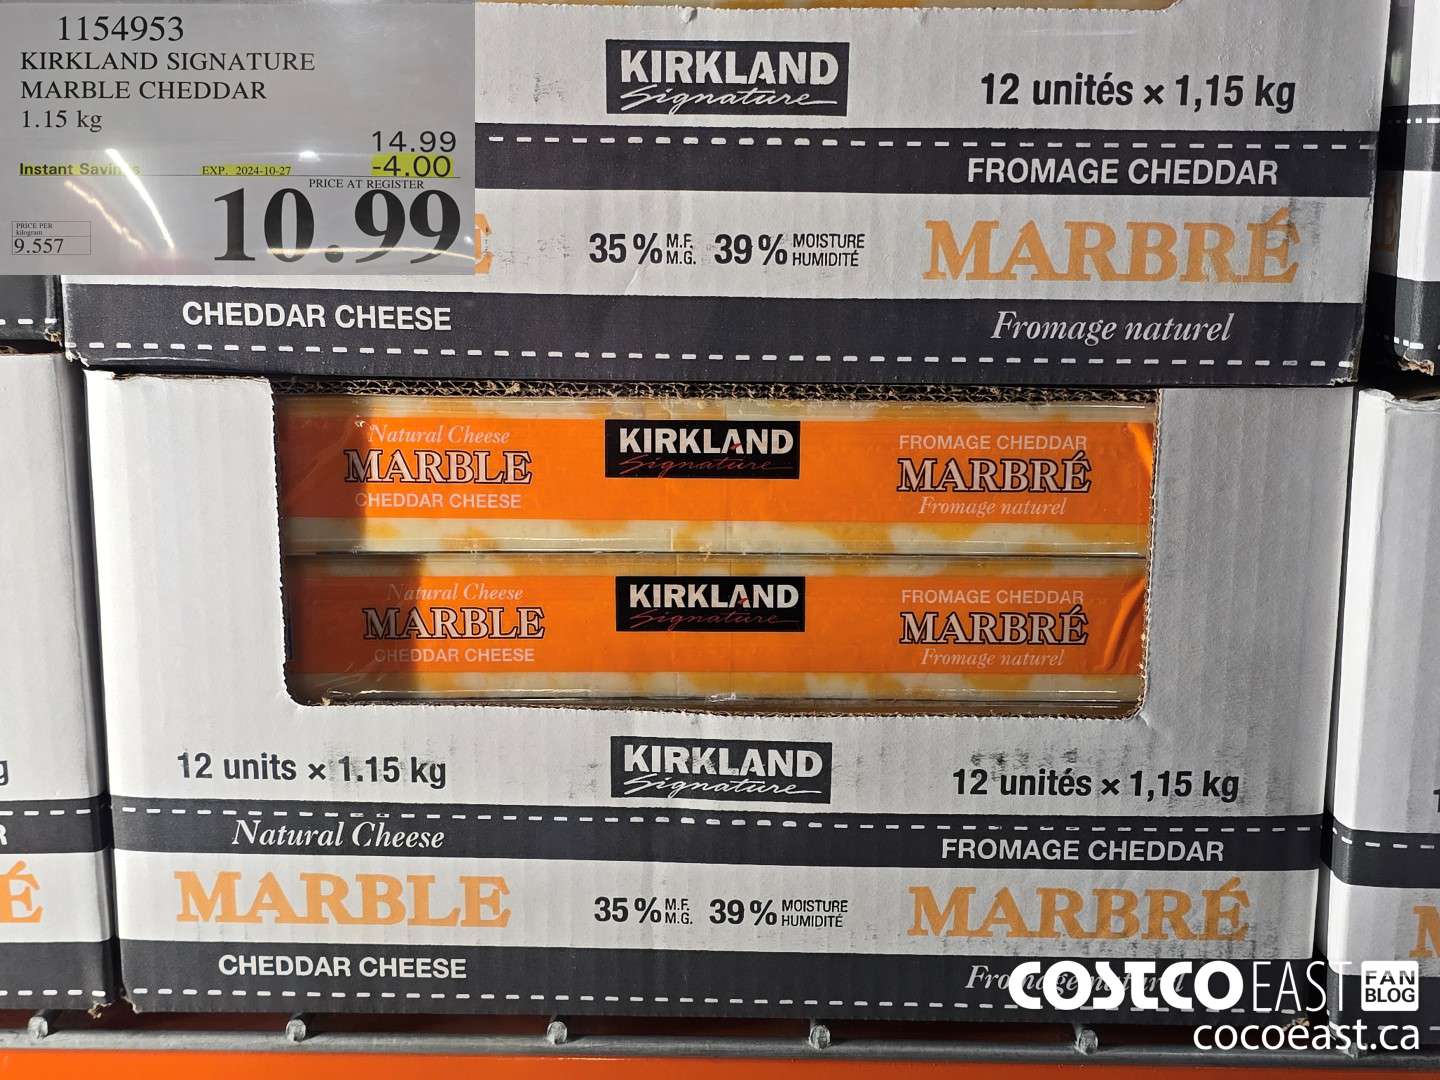 1154953
KIRKLAND SIGNATURE
MARBLE CHEDDAR
1.15 kg
14.99
Instant Savings EXP. 2024-10-27 -4.00
PRICE AT REGISTER
10.99
PRICE PER
kilogram
9.557
KIRKLAND
Signature
12 unités × 1,15 kg
FROMAGE CHEDDAR
35% M.F. M.G. 39% MOISTURE HUMIDITÉ
MARBRÉ
CHEDDAR CHEESE
Fromage naturel
Natural Cheese
MARBLE
CHEDDAR CHEESE
KIRKLAND
Signature
FROMAGE CHEDDAR
MARBRÉ
Fromage naturel
Natural Cheese
MARBLE
CHEDDAR CHEESE
KIRKLAND
Signature
FROMAGE CHEDDAR
MARBRÉ
Fromage naturel
12 units × 1.15 kg
KIRKLAND
Signature
12 unités × 1,15 kg
Natural Cheese
FROMAGE CHEDDAR
MARBLE
35% M.F. M.G. 39% MOISTURE HUMIDITÉ
MARBRÉ
CHEDDAR CHEESE
Fromage naturel
COSTCO EAST FAN BLOG
cocoeast.ca